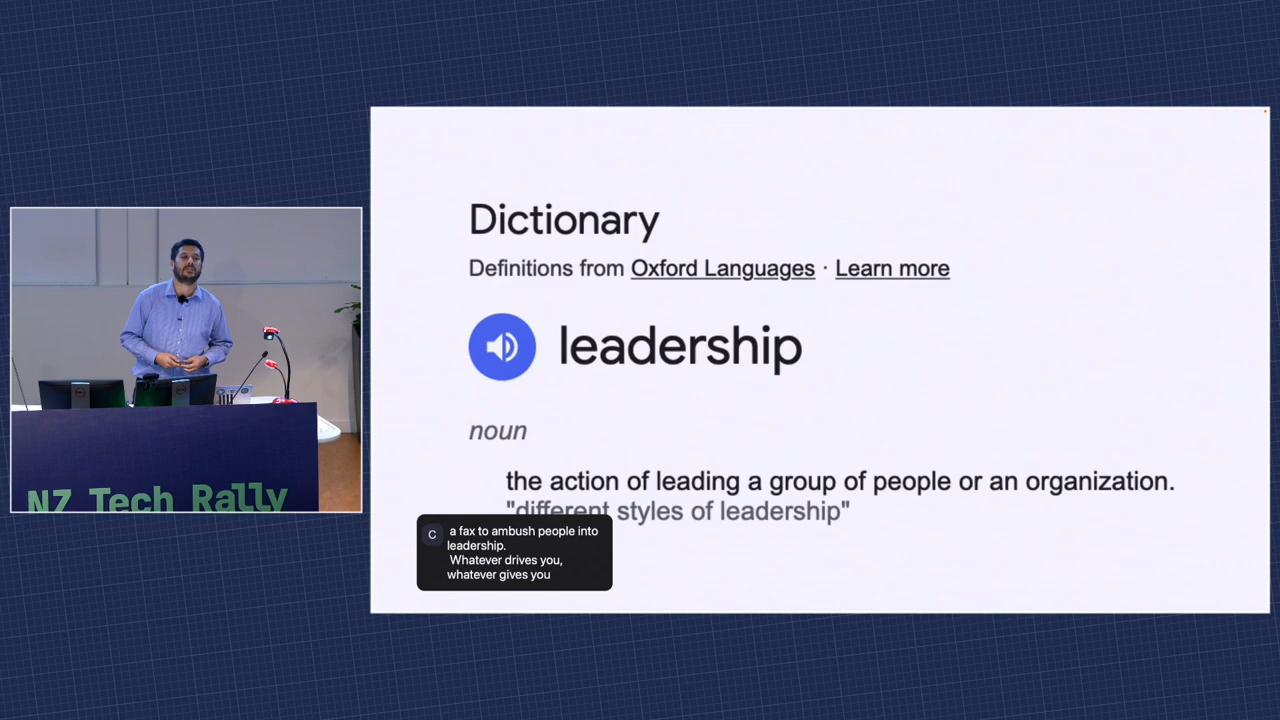 Dictionary
Definitions from Oxford Languages · Learn more
leadership
noun
the action of leading a group of people or an organization.
"different styles of leadership"
C
a fax to ambush people into
leadership.
Whatever drives you,
whatever gives you
NZ Tech Rally